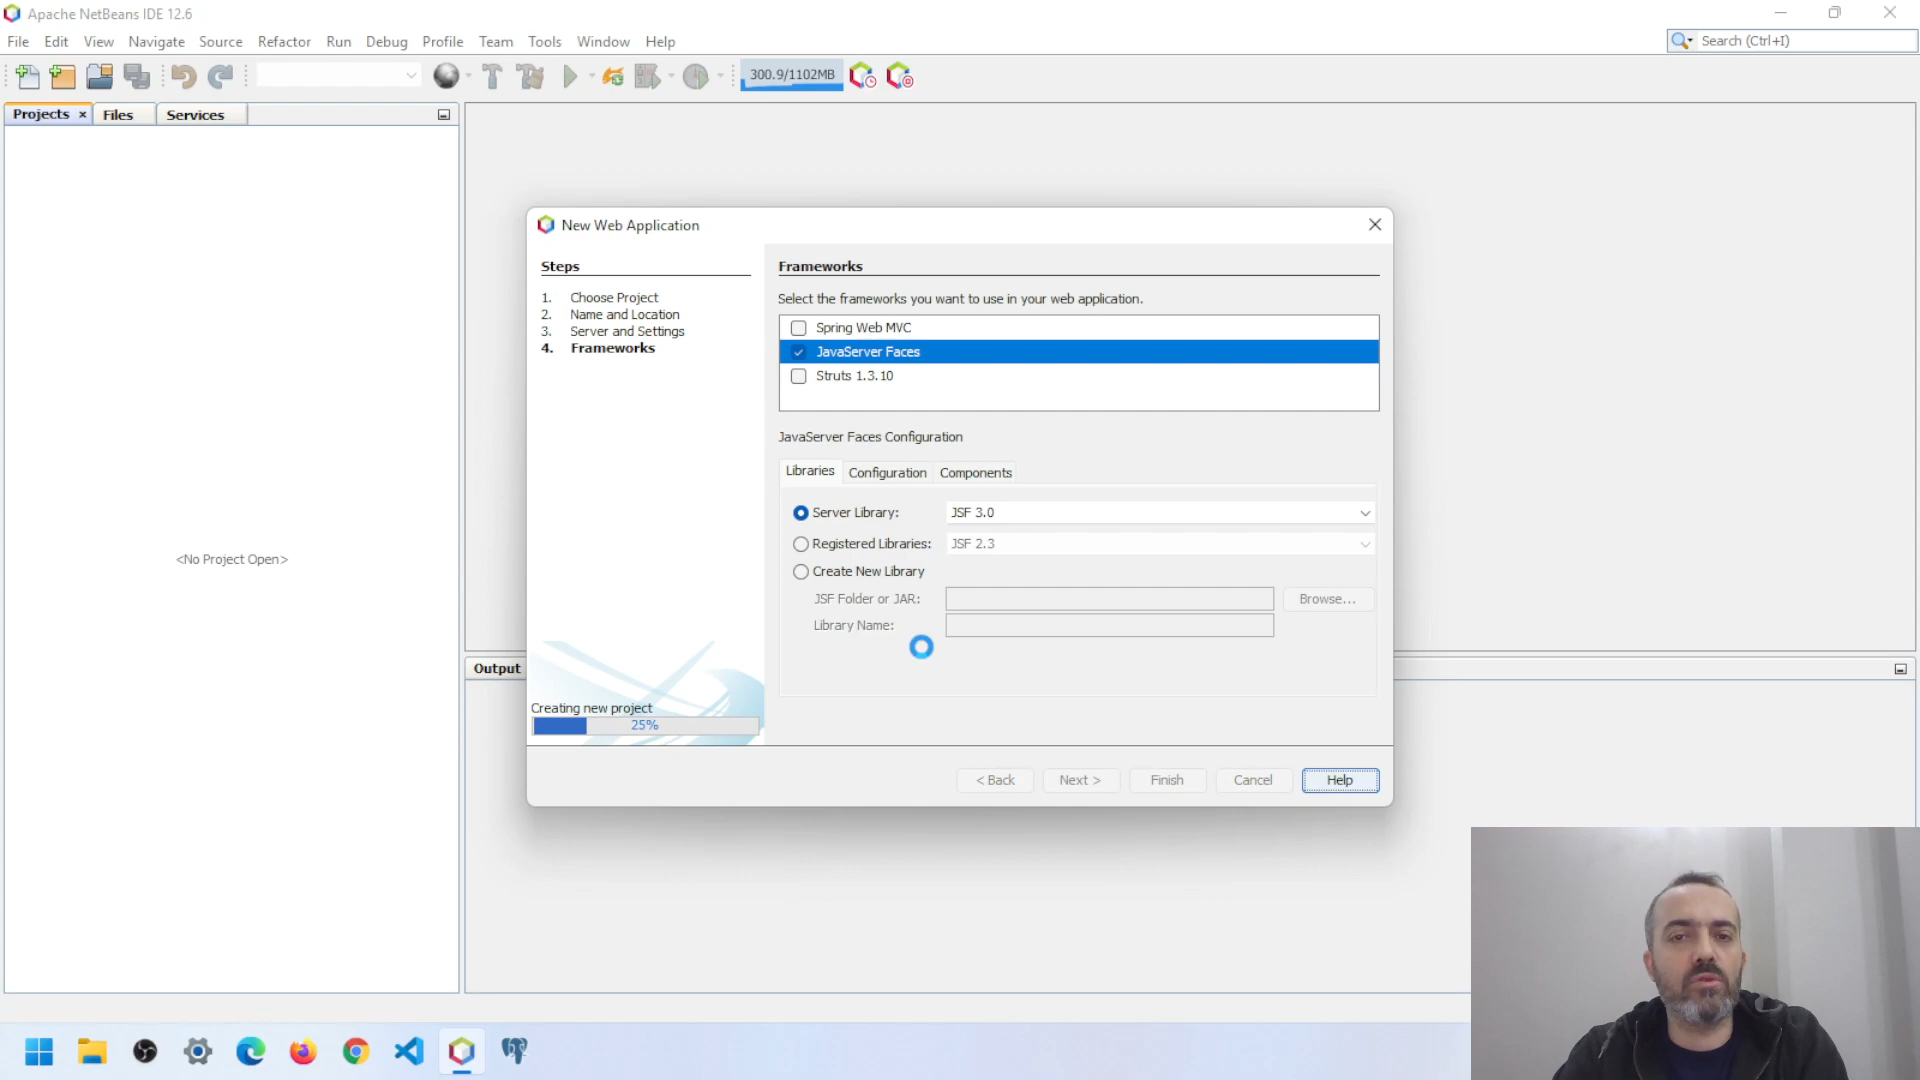 Apache NetBeans IDE 12.6
File Edit View Navigate Source Refactor Run Debug Profile Team Tools Window Help
Search (Ctrl+I)
300.9/1102MB
Projects
Files
Services
<No Project Open>
Output
New Web Application
Steps
1. Choose Project
2. Name and Location
3. Server and Settings
4. Frameworks
Creating new project
25%
Frameworks
Select the frameworks you want to use in your web application.
Spring Web MVC
JavaServer Faces
Struts 1.3.10
JavaServer Faces Configuration
Libraries Configuration Components
Server Library: JSF 3.0
Registered Libraries: JSF 2.3
Create New Library
JSF Folder or JAR: Browse...
Library Name:
< Back Next > Finish Cancel Help